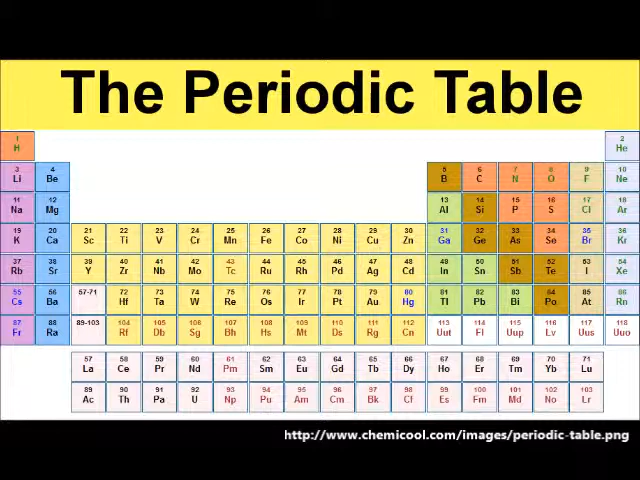 The Periodic Table
1 2
H He
3 4 5 6 7 8 9 10
Li Be B C N O F Ne
11 12 13 14 15 16 17 18
Na Mg Al Si P S Cl Ar
19 20 21 22 23 24 25 26 27 28 29 30 31 32 33 34 35 36
K Ca Sc Ti V Cr Mn Fe Co Ni Cu Zn Ga Ge As Se Br Kr
37 38 39 40 41 42 43 44 45 46 47 48 49 50 51 52 53 54
Rb Sr Y Zr Nb Mo Tc Ru Rh Pd Ag Cd In Sn Sb Te I Xe
55 56 57-71 72 73 74 75 76 77 78 79 80 81 82 83 84 85 86
Cs Ba Hf Ta W Re Os Ir Pt Au Hg Tl Pb Bi Po At Rn
87 88 89-103 104 105 106 107 108 109 110 111 112 113 114 115 116 117 118
Fr Ra Rf Db Sg Bh Hs Mt Ds Rg Cn Uut Fl Uup Lv Uus Uuo
57 58 59 60 61 62 63 64 65 66 67 68 69 70 71
La Ce Pr Nd Pm Sm Eu Gd Tb Dy Ho Er Tm Yb Lu
89 90 91 92 93 94 95 96 97 98 99 100 101 102 103
Ac Th Pa U Np Pu Am Cm Bk Cf Es Fm Md No Lr
http://www.chemicool.com/images/periodic-table.png